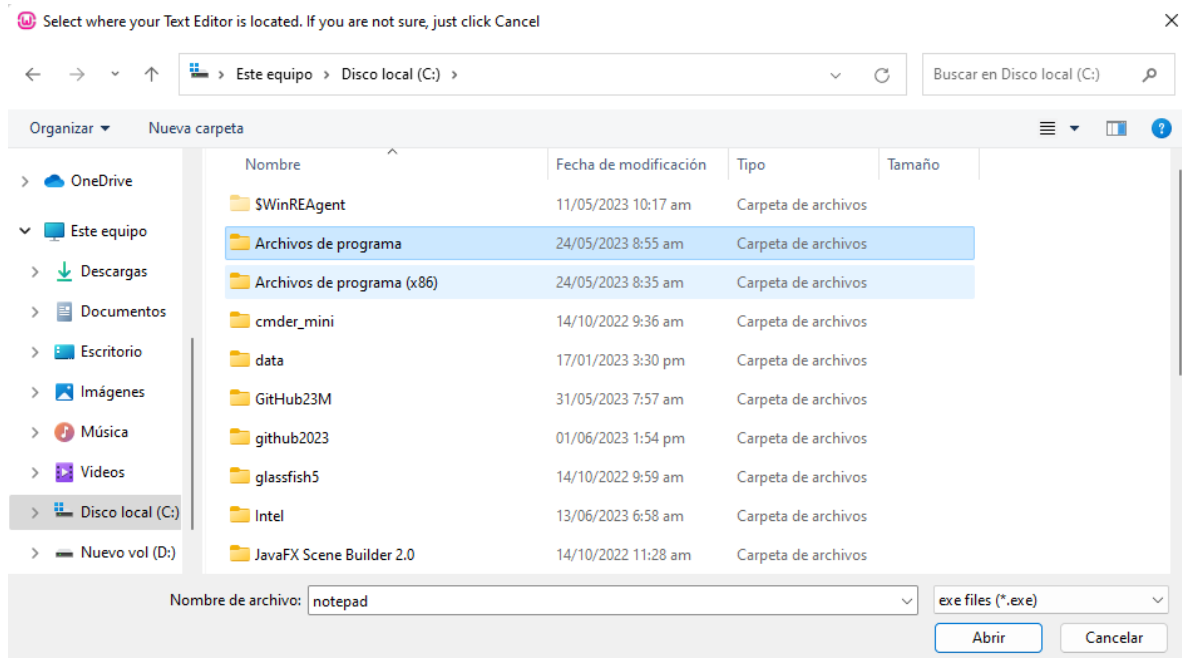 Select where your Text Editor is located. If you are not sure, just click Cancel
Este equipo > Disco local (C:) >
Buscar en Disco local (C:)
Organizar Nueva carpeta
Nombre Fecha de modificación Tipo Tamaño
OneDrive
Este equipo
Descargas
Documentos
Escritorio
Imágenes
Música
Videos
Disco local (C:)
Nuevo vol (D:)
$WinREAgent 11/05/2023 10:17 am Carpeta de archivos
Archivos de programa 24/05/2023 8:55 am Carpeta de archivos
Archivos de programa (x86) 24/05/2023 8:35 am Carpeta de archivos
cmder_mini 14/10/2022 9:36 am Carpeta de archivos
data 17/01/2023 3:30 pm Carpeta de archivos
GitHub23M 31/05/2023 7:57 am Carpeta de archivos
github2023 01/06/2023 1:54 pm Carpeta de archivos
glassfish5 14/10/2022 9:59 am Carpeta de archivos
Intel 13/06/2023 6:58 am Carpeta de archivos
JavaFX Scene Builder 2.0 14/10/2022 11:28 am Carpeta de archivos
Nombre de archivo: notepad exe files (*.exe)
Abrir Cancelar